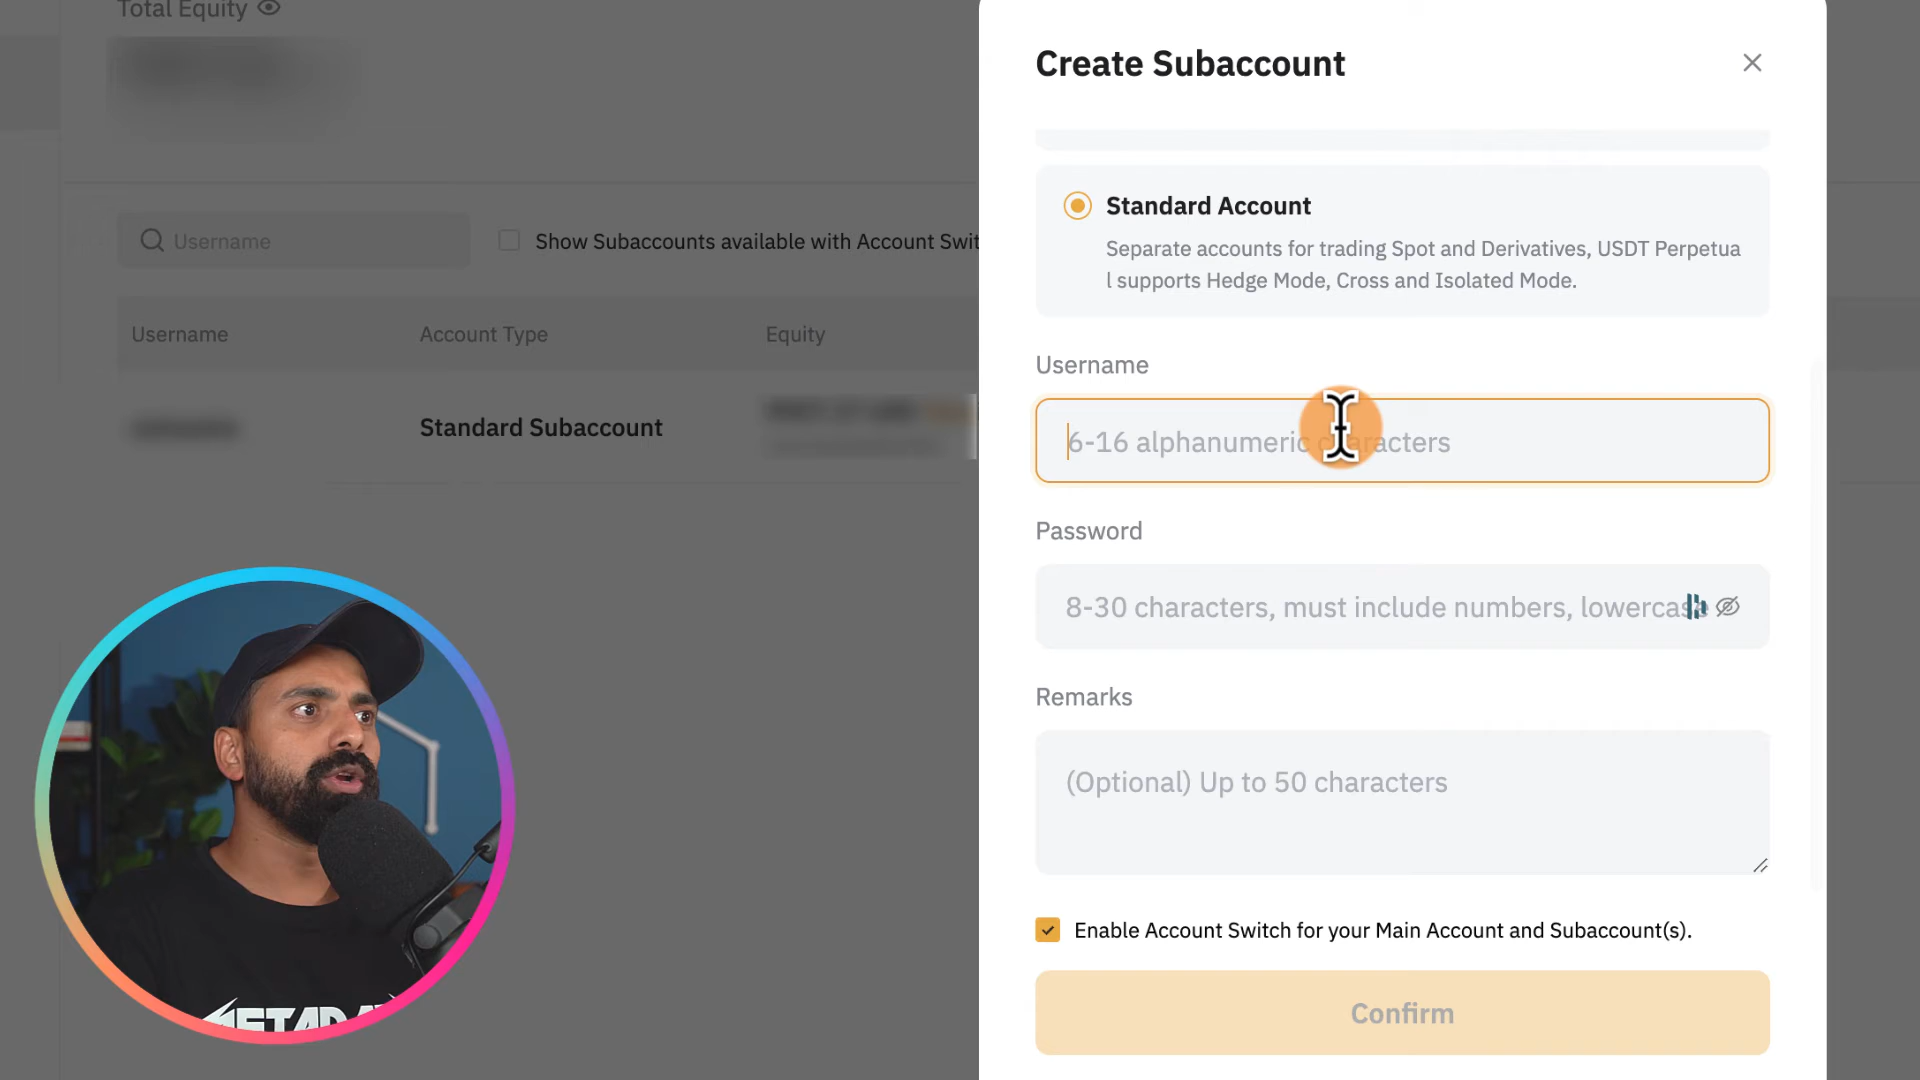 Total Equity
Username
Show Subaccounts available with Account Swit
Username
Account Type
Equity
Standard Subaccount
Create Subaccount
Standard Account
Separate accounts for trading Spot and Derivatives, USDT Perpetua
l supports Hedge Mode, Cross and Isolated Mode.
Username
6-16 alphanumeric characters
Password
8-30 characters, must include numbers, lowercas
Remarks
(Optional) Up to 50 characters
Enable Account Switch for your Main Account and Subaccount(s).
Confirm